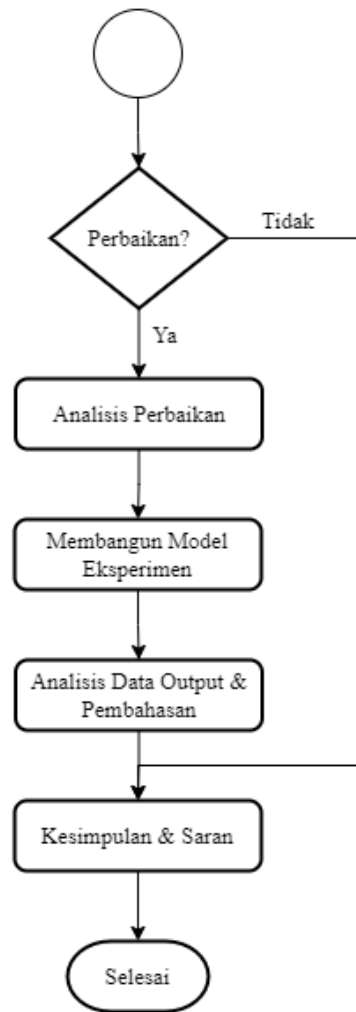 Perbaikan?
Tidak
Ya
Analisis Perbaikan
Membangun Model
Eksperimen
Analisis Data Output &
Pembahasan
Kesimpulan & Saran
Selesai